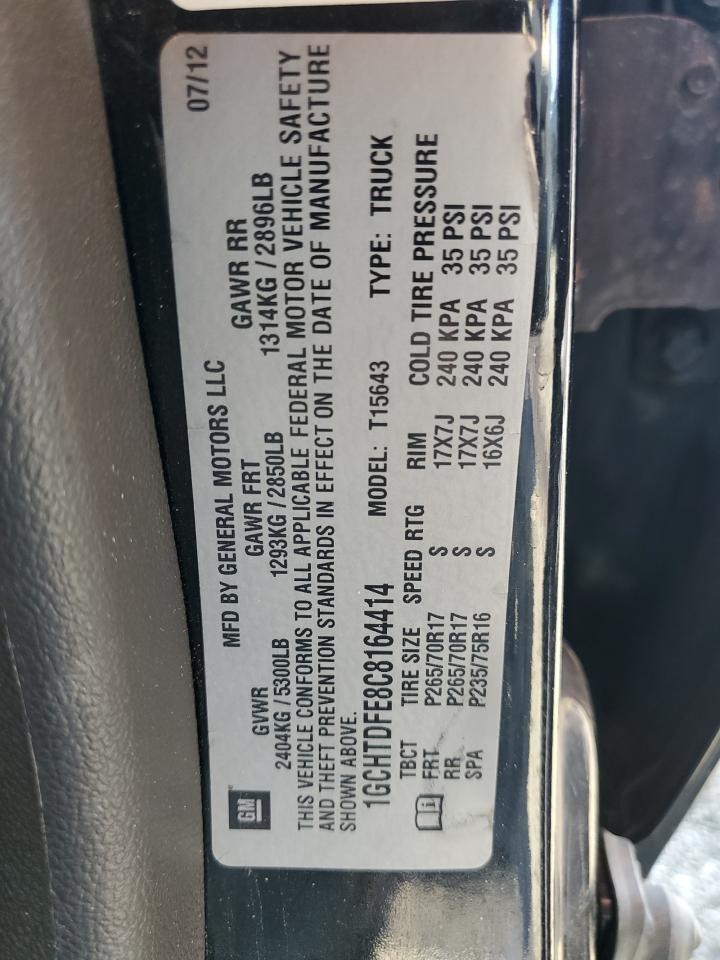 GM
MFD BY GENERAL MOTORS LLC 07/12
GVWR GAWR FRT GAWR RR
2404KG / 5300LB 1293KG / 2850LB 1314KG / 2896LB
THIS VEHICLE CONFORMS TO ALL APPLICABLE FEDERAL MOTOR VEHICLE SAFETY
AND THEFT PREVENTION STANDARDS IN EFFECT ON THE DATE OF MANUFACTURE
SHOWN ABOVE.
1GCHTDFE8C8164414 MODEL: T15643 TYPE: TRUCK
TBCT TIRE SIZE SPEED RTG RIM COLD TIRE PRESSURE
FRT P265/70R17 S 17X7J 240 KPA 35 PSI
RR P265/70R17 S 17X7J 240 KPA 35 PSI
SPA P235/75R16 S 16X6J 240 KPA 35 PSI